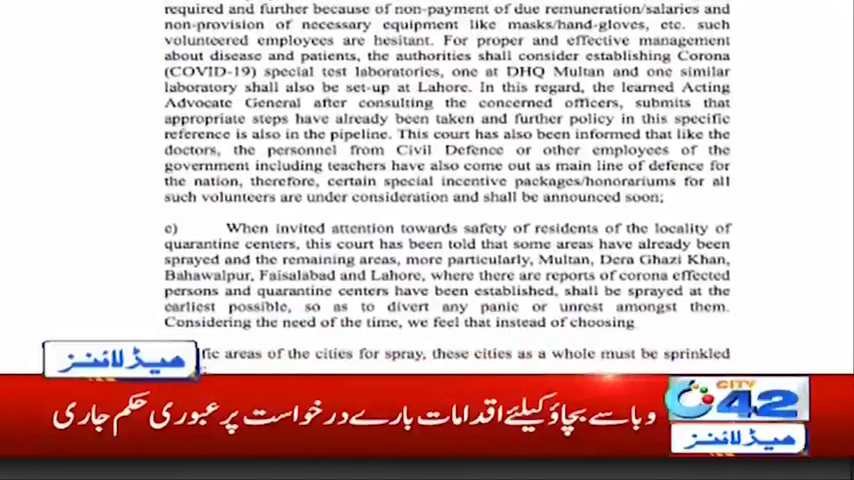 required and further because of non-payment of due remuneration/salaries and
non-provision of necessary equipment like masks/hand-gloves, etc. such
volunteered employees are hesitant. For proper and effective management
about disease and patients, the authorities shall consider establishing Corona
(COVID-19) special test laboratories, one at DHQ Multan and one similar
laboratory shall also be set-up at Lahore. In this regard, the learned Acting
Advocate General after consulting the concerned officers, submits that
appropriate steps have already been taken and further policy in this specific
reference is also in the pipeline. This court has also been informed that like the
doctors, the personnel from Civil Defence or other employees of the
government including teachers have also come out as main line of defence for
the nation, therefore, certain special incentive packages/honorariums for all
such volunteers are under consideration and shall be announced soon;
c) When invited attention towards safety of residents of the locality of
quarantine centers, this court has been told that some areas have already been
sprayed and the remaining areas, more particularly, Multan, Dera Ghazi Khan,
Bahawalpur, Faisalabad and Lahore, where there are reports of corona effected
persons and quarantine centers have been established, shall be sprayed at the
earliest possible, so as to divert any panic or unrest amongst them.
Considering the need of the time, we feel that instead of choosing
fic areas of the cities for spray, these cities as a whole must be sprinkled
ہیڈلائنز
وبا سے بچاؤ کیلئے اقدامات بارے درخواست پر عبوری حکم جاری
CITY
42
ہیڈلائنز